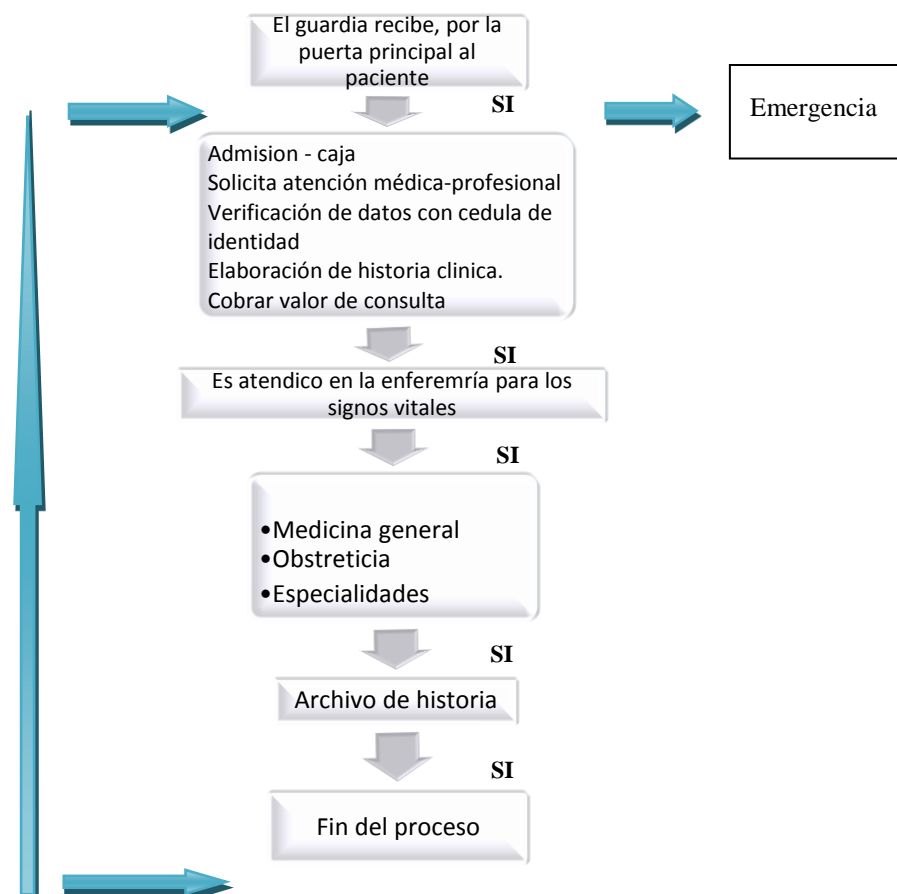 El guardia recibe, por la
puerta principal al
paciente
SI
Emergencia
Admision - caja
Solicita atención médica-profesional
Verificación de datos con cedula de
identidad
Elaboración de historia clinica.
Cobrar valor de consulta
SI
Es atendico en la enferemría para los
signos vitales
SI
•Medicina general
•Obstreticia
•Especialidades
SI
Archivo de historia
SI
Fin del proceso